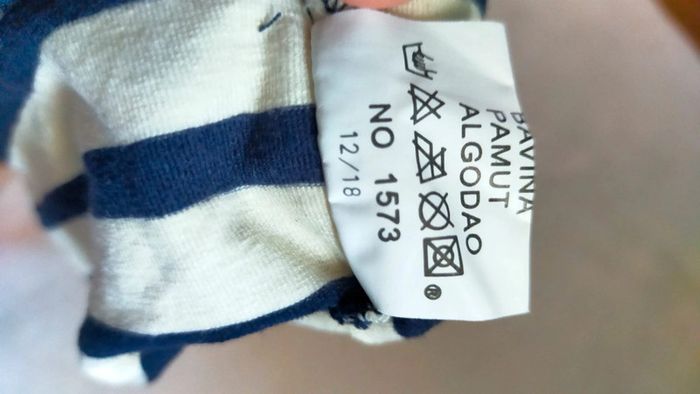 BAVLNA
PAMUT
ALGODAO
®
NO 1573
12/18